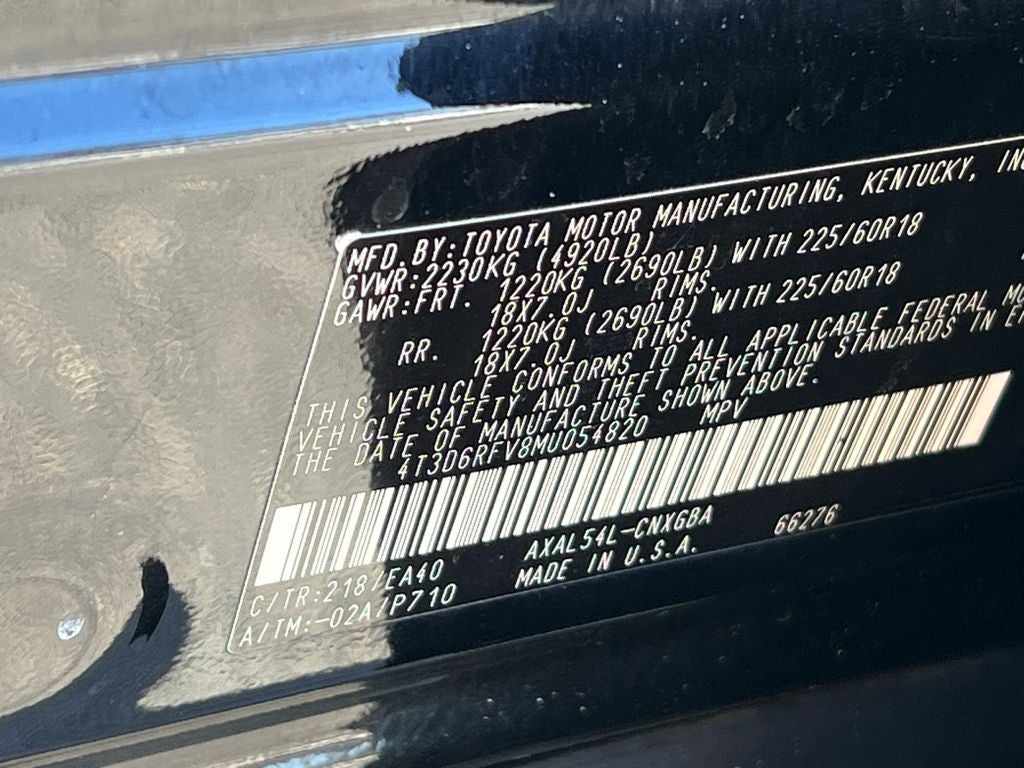 MFD.BY:TOYOTA MOTOR MANUFACTURING, KENTUCKY, IN
GVWR:2230KG (4920LB)
GAWR:FRT. 1220KG (2690LB) WITH 225/60R18
18X7.0J RIMS.
RR. 1220KG (2690LB) WITH 225/60R18
18X7.0J RIMS.
THIS VEHICLE CONFORMS TO ALL APPLICABLE FEDERAL MO
VEHICLE SAFETY AND THEFT PREVENTION STANDARDS IN
THE DATE OF MANUFACTURE SHOWN ABOVE.
4T3D6RFV8MU054820 MPV
C/TR:218/EA40 AXAL54L-CNXGBA 66276
A/TM:-02A/P710 MADE IN U.S.A.